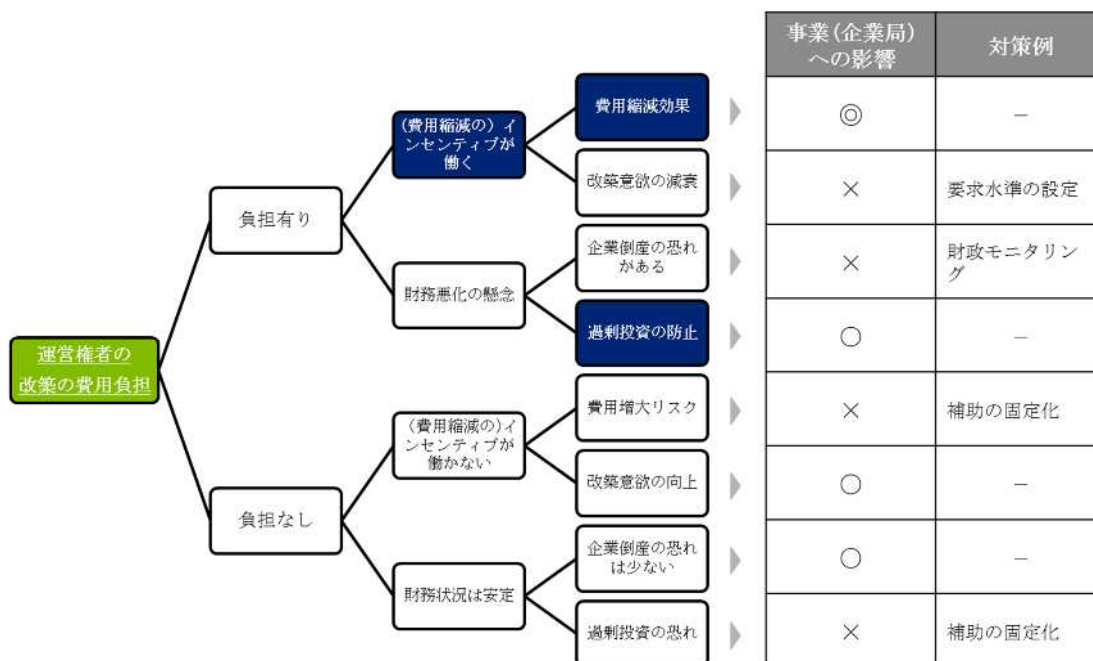 事業(企業局)
への影響
対策例
運営権者の
改築の費用負担
負担有り
(費用縮減の)イ
ンセンティブが
働く
費用縮減効果
◎
－
改築意欲の減衰
×
要求水準の設定
財務悪化の懸念
企業倒産の恐れ
がある
×
財政モニタリン
グ
過剰投資の防止
○
－
負担なし
(費用縮減の)イ
ンセンティブが
働かない
費用増大リスク
×
補助の固定化
改築意欲の向上
○
－
財務状況は安定
企業倒産の恐れ
は少ない
○
－
過剰投資の恐れ
×
補助の固定化